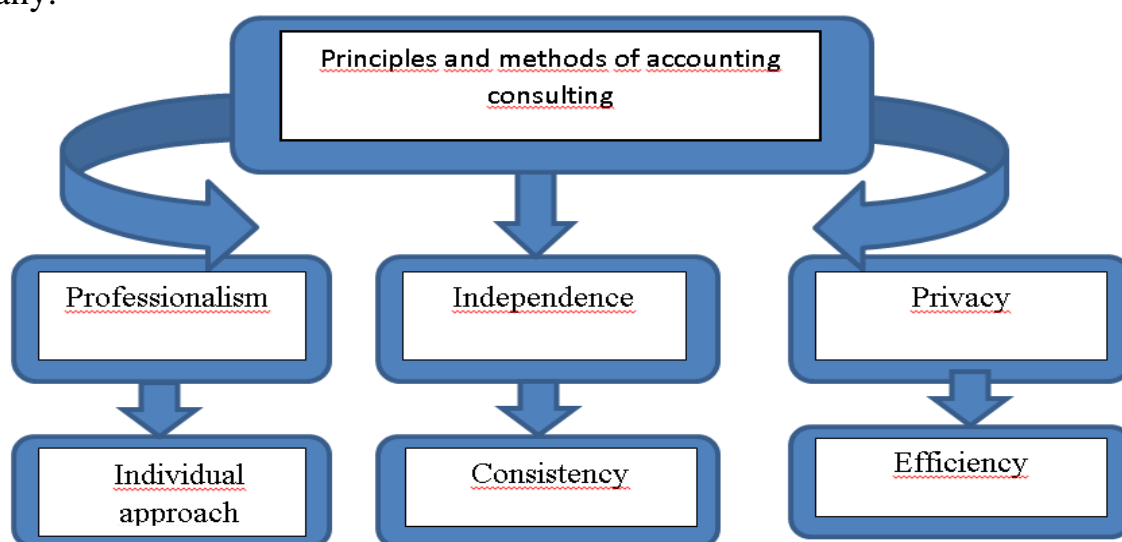 Principles and methods of accounting
consulting
Professionalism
Independence
Privacy
Individual
approach
Consistency
Efficiency